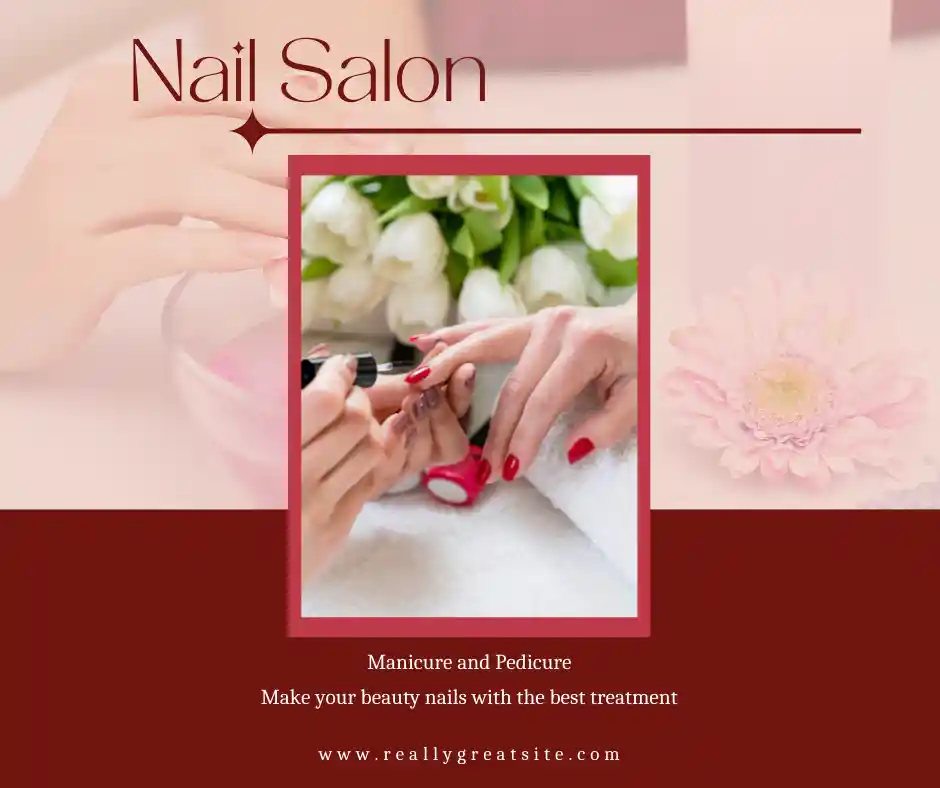 Nail Salon
Manicure and Pedicure
Make your beauty nails with the best treatment
www.reallygreatsite.com